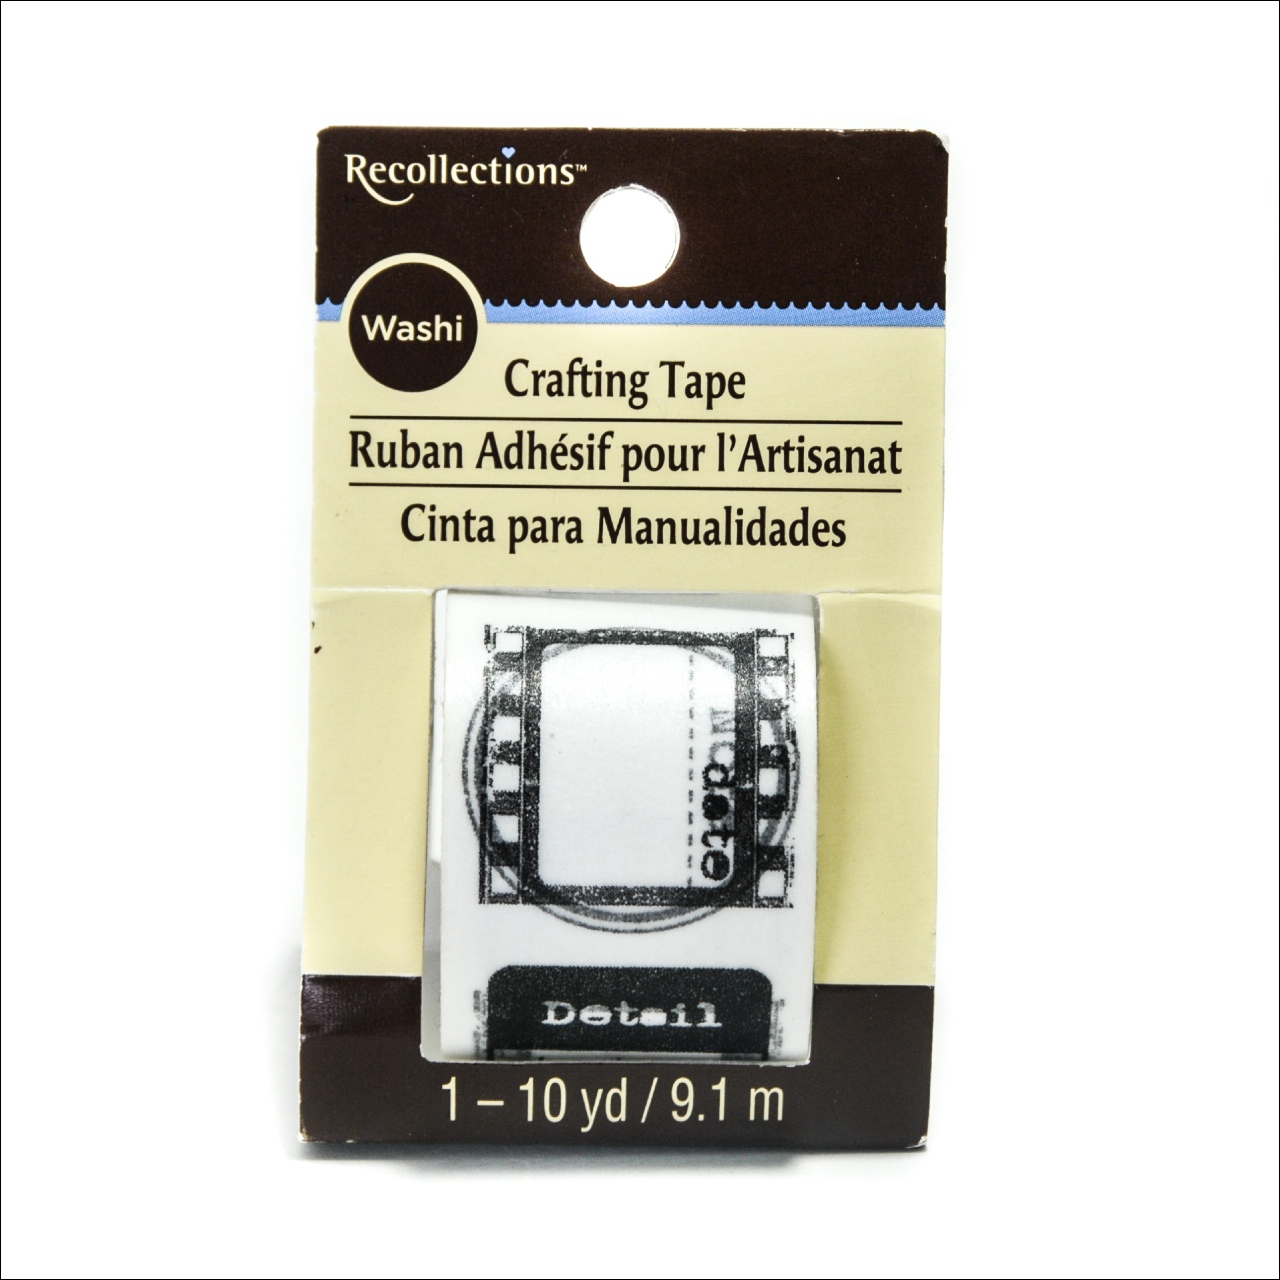 Recollections™
Washi
Crafting Tape
Ruban Adhésif pour l'Artisanat
Cinta para Manualidades
date
Detail
1 – 10 yd / 9.1 m